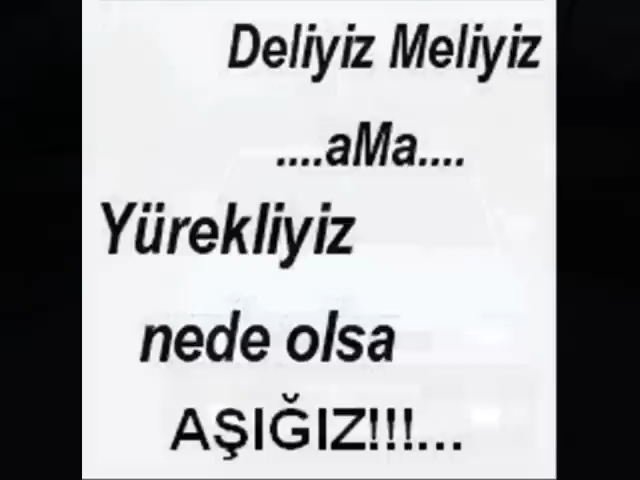 Deliyiz Meliyiz
....aMa....
Yürekliyiz
nede olsa
AŞIĞIZ!!!...